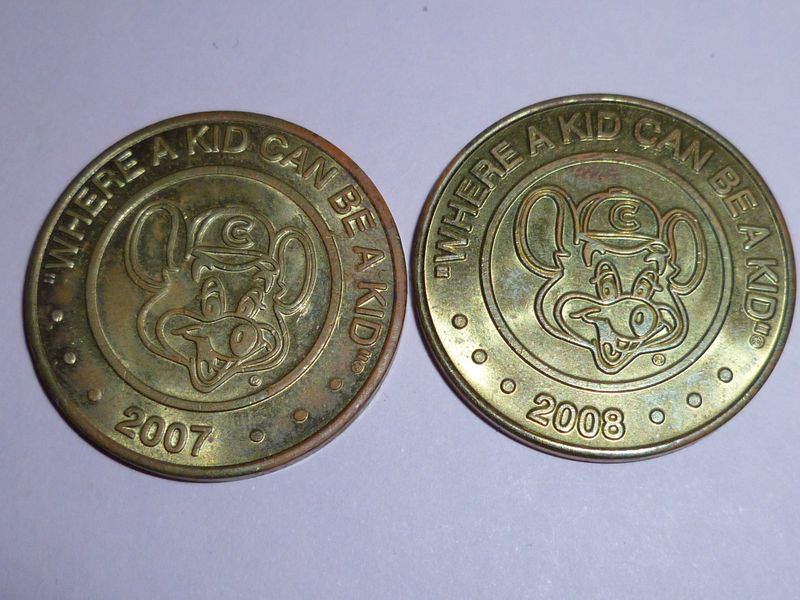 "WHERE A KID CAN BE A KID"®
C
®
2007
"WHERE A KID CAN BE A KID"®
C
®
2008